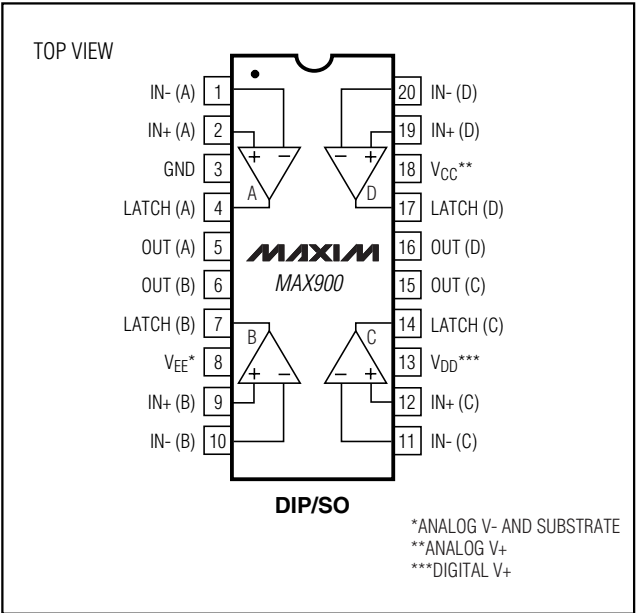 TOP VIEW
IN- (A) 1
IN+ (A) 2
GND 3
LATCH (A) 4
OUT (A) 5
OUT (B) 6
LATCH (B) 7
VEE* 8
IN+ (B) 9
IN- (B) 10
20 IN- (D)
19 IN+ (D)
18 VCC**
17 LATCH (D)
16 OUT (D)
15 OUT (C)
14 LATCH (C)
13 VDD***
12 IN+ (C)
11 IN- (C)
+ −
A
− +
D
MAXIM
MAX900
B
+ −
C
− +
DIP/SO
*ANALOG V- AND SUBSTRATE
**ANALOG V+
***DIGITAL V+